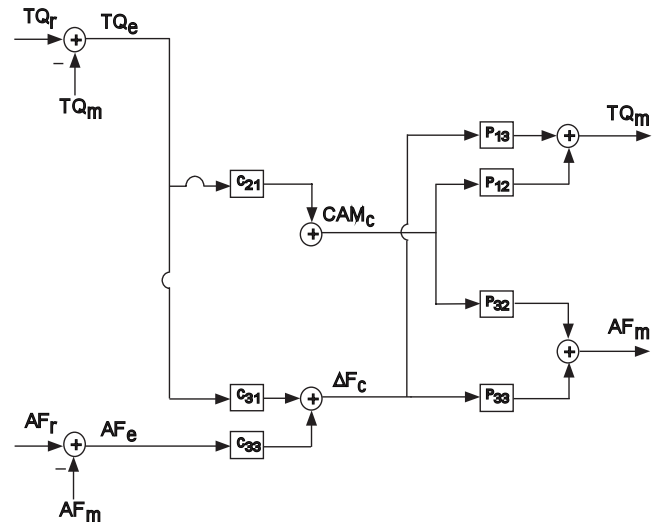 TQr
TQe
+
−
TQm
P13
+
TQm
P12
c21
CAMc
+
P32
AFm
+
ΔFc
c31
+
P33
AFr
AFe
+
c33
−
AFm